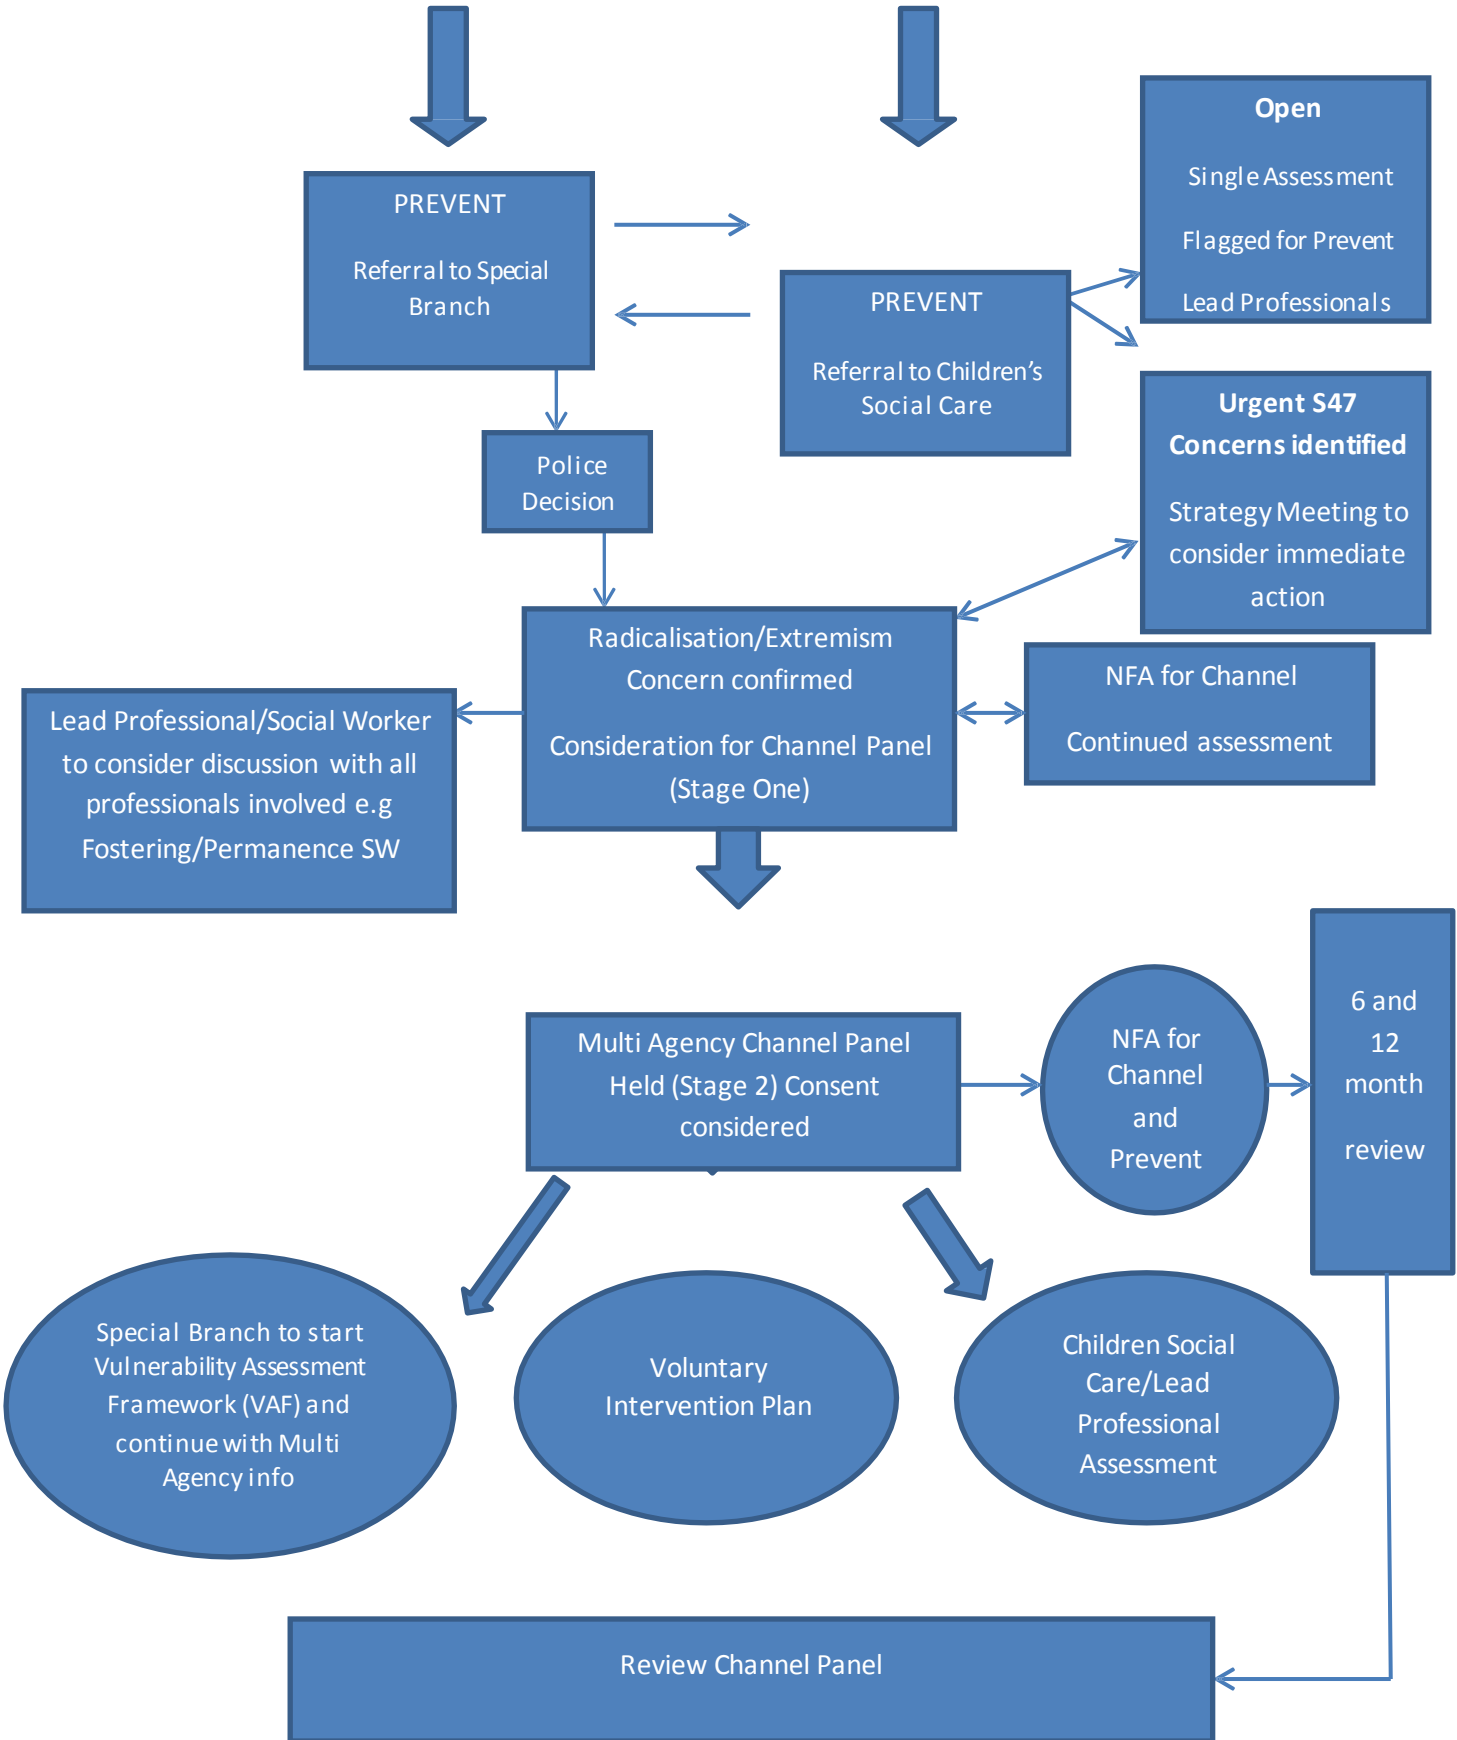 Open
Single Assessment
Flagged for Prevent
Lead Professionals
PREVENT
Referral to Special
Branch
PREVENT
Referral to Children’s
Social Care
Urgent S47
Concerns identified
Strategy Meeting to
consider immediate
action
Police
Decision
Radicalisation/Extremism
Concern confirmed
Consideration for Channel Panel
(Stage One)
NFA for Channel
Continued assessment
Lead Professional/Social Worker
to consider discussion with all
professionals involved e.g
Fostering/Permanence SW
Multi Agency Channel Panel
Held (Stage 2) Consent
considered
NFA for
Channel
and
Prevent
6 and
12
month
review
Special Branch to start
Vulnerability Assessment
Framework (VAF) and
continue with Multi
Agency info
Voluntary
Intervention Plan
Children Social
Care/Lead
Professional
Assessment
Review Channel Panel